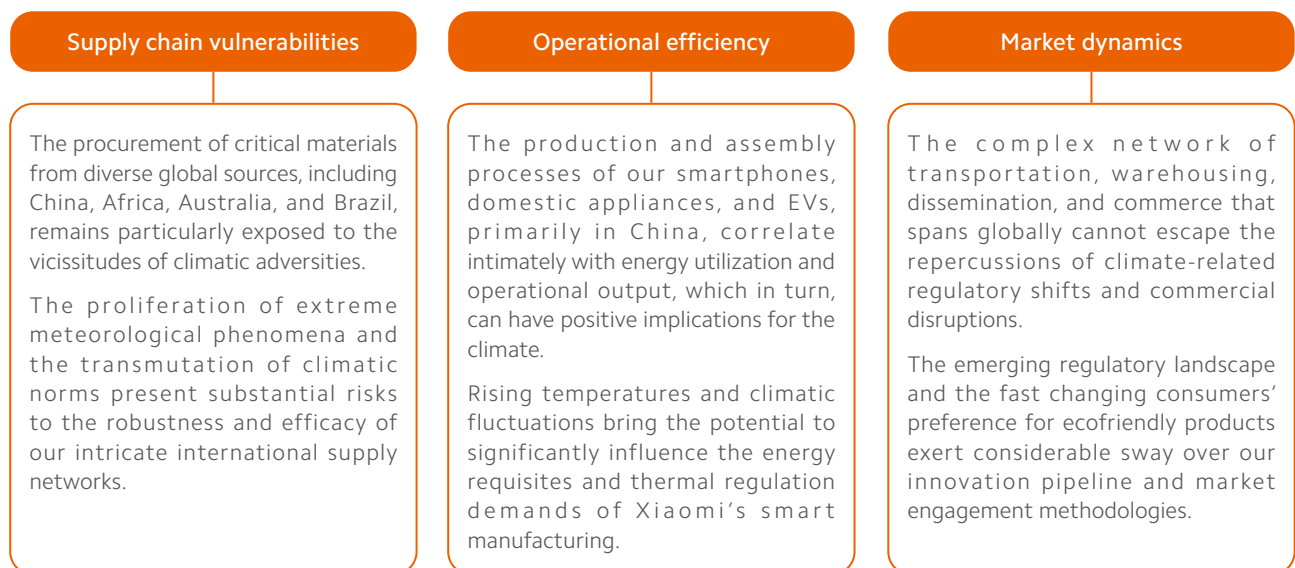 Supply chain vulnerabilities
The procurement of critical materials
from diverse global sources, including
China, Africa, Australia, and Brazil,
remains particularly exposed to the
vicissitudes of climatic adversities.
The proliferation of extreme
meteorological phenomena and
the transmutation of climatic
norms present substantial risks
to the robustness and efficacy of
our intricate international supply
networks.
Operational efficiency
The production and assembly
processes of our smartphones,
domestic appliances, and EVs,
primarily in China, correlate
intimately with energy utilization and
operational output, which in turn,
can have positive implications for the
climate.
Rising temperatures and climatic
fluctuations bring the potential to
significantly influence the energy
requisites and thermal regulation
demands of Xiaomi’s smart
manufacturing.
Market dynamics
The complex network of
transportation, warehousing,
dissemination, and commerce that
spans globally cannot escape the
repercussions of climate-related
regulatory shifts and commercial
disruptions.
The emerging regulatory landscape
and the fast changing consumers’
preference for ecofriendly products
exert considerable sway over our
innovation pipeline and market
engagement methodologies.